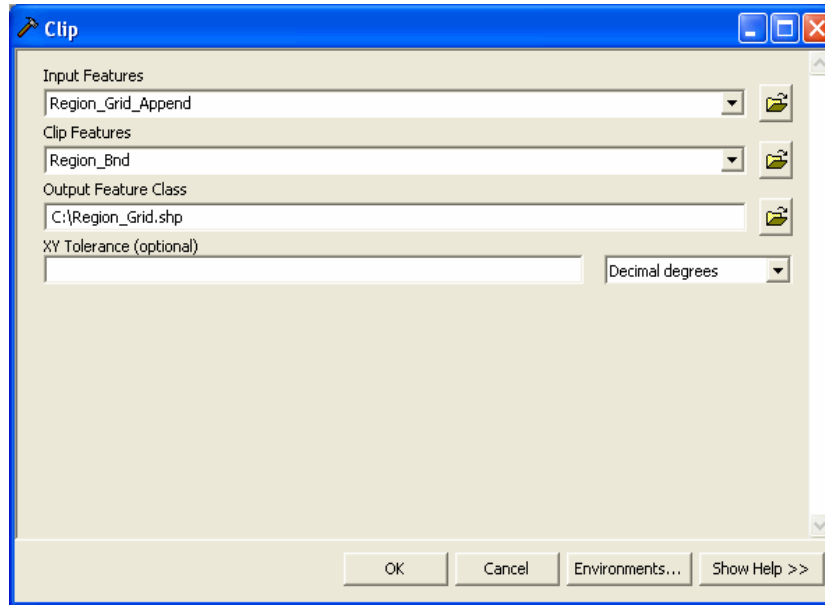 Clip
Input Features
Region_Grid_Append
Clip Features
Region_Bnd
Output Feature Class
C:\Region_Grid.shp
XY Tolerance (optional)
Decimal degrees
OK Cancel Environments... Show Help >>